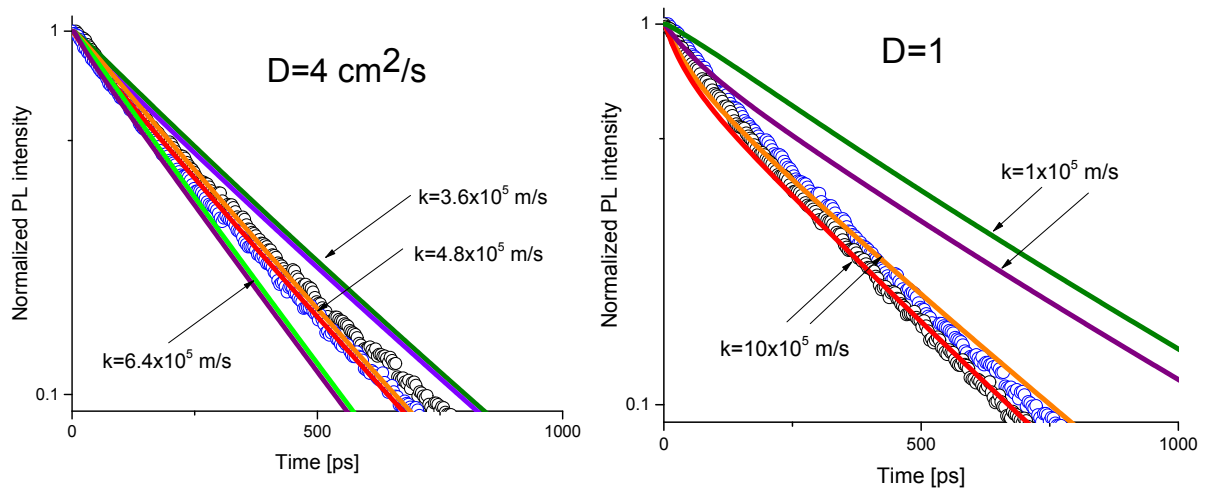 D=4 cm²/s
Normalized PL intensity
1
0.1
k=3.6x10⁵ m/s
k=4.8x10⁵ m/s
k=6.4x10⁵ m/s
0
500
1000
Time [ps]
D=1
Normalized PL intensity
1
0.1
k=1x10⁵ m/s
k=10x10⁵ m/s
0
500
1000
Time [ps]